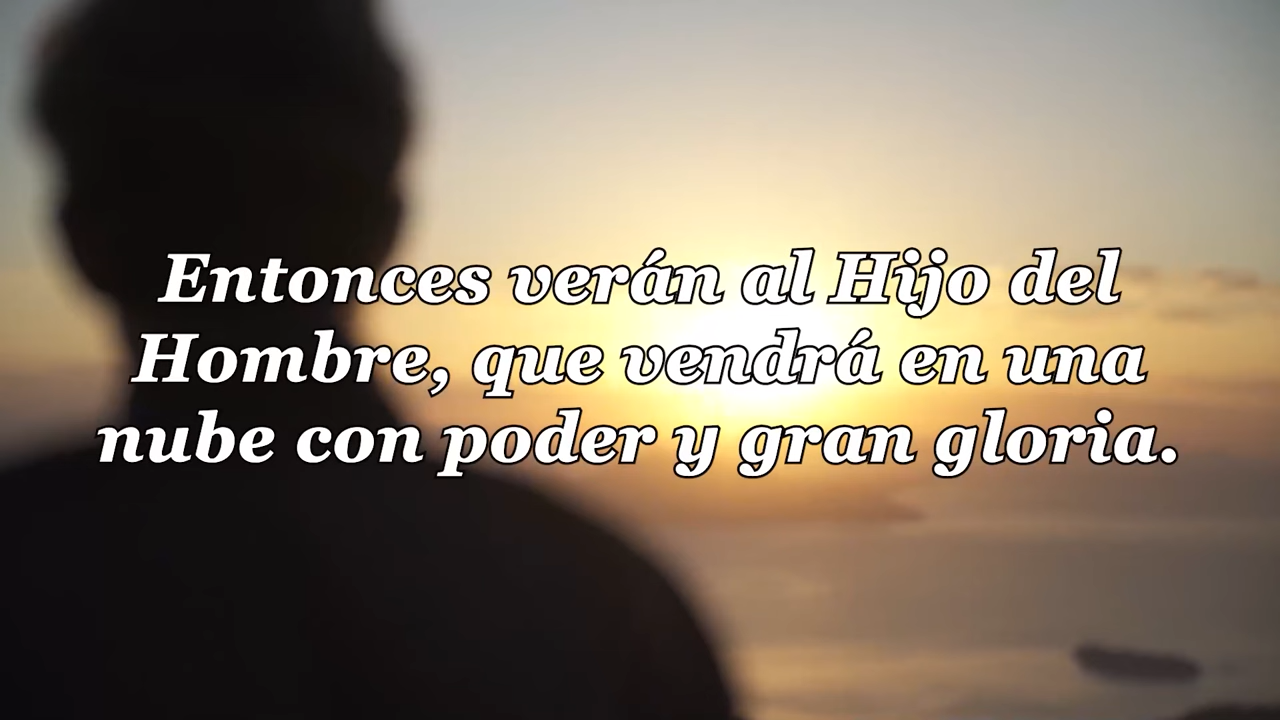 Entonces verán al Hijo del
Hombre, que vendrá en una
nube con poder y gran gloria.